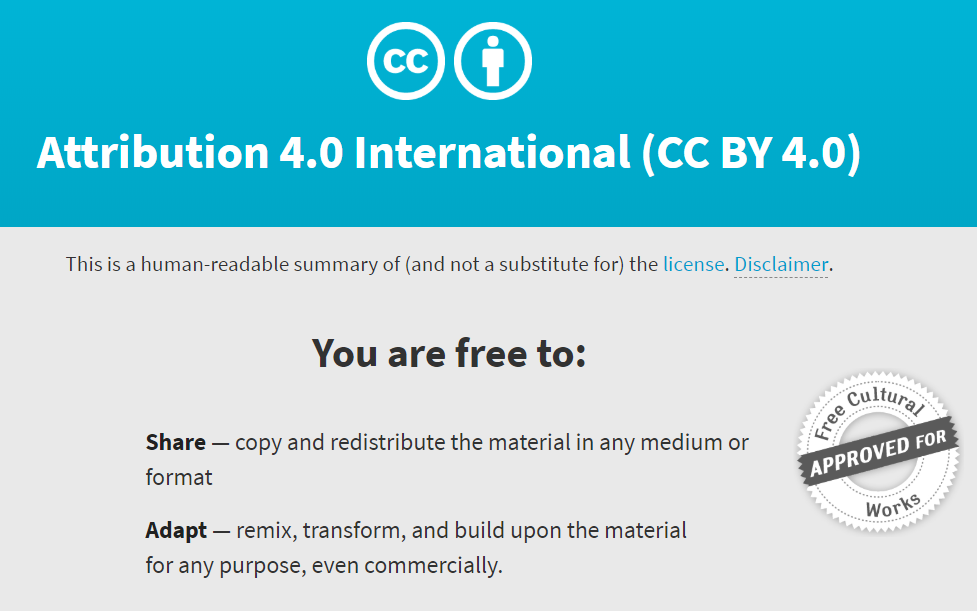 cc
Attribution 4.0 International (CC BY 4.0)
This is a human-readable summary of (and not a substitute for) the license. Disclaimer.
You are free to:
Share — copy and redistribute the material in any medium or
format
Adapt — remix, transform, and build upon the material
for any purpose, even commercially.
Free Cultural
APPROVED FOR
Works